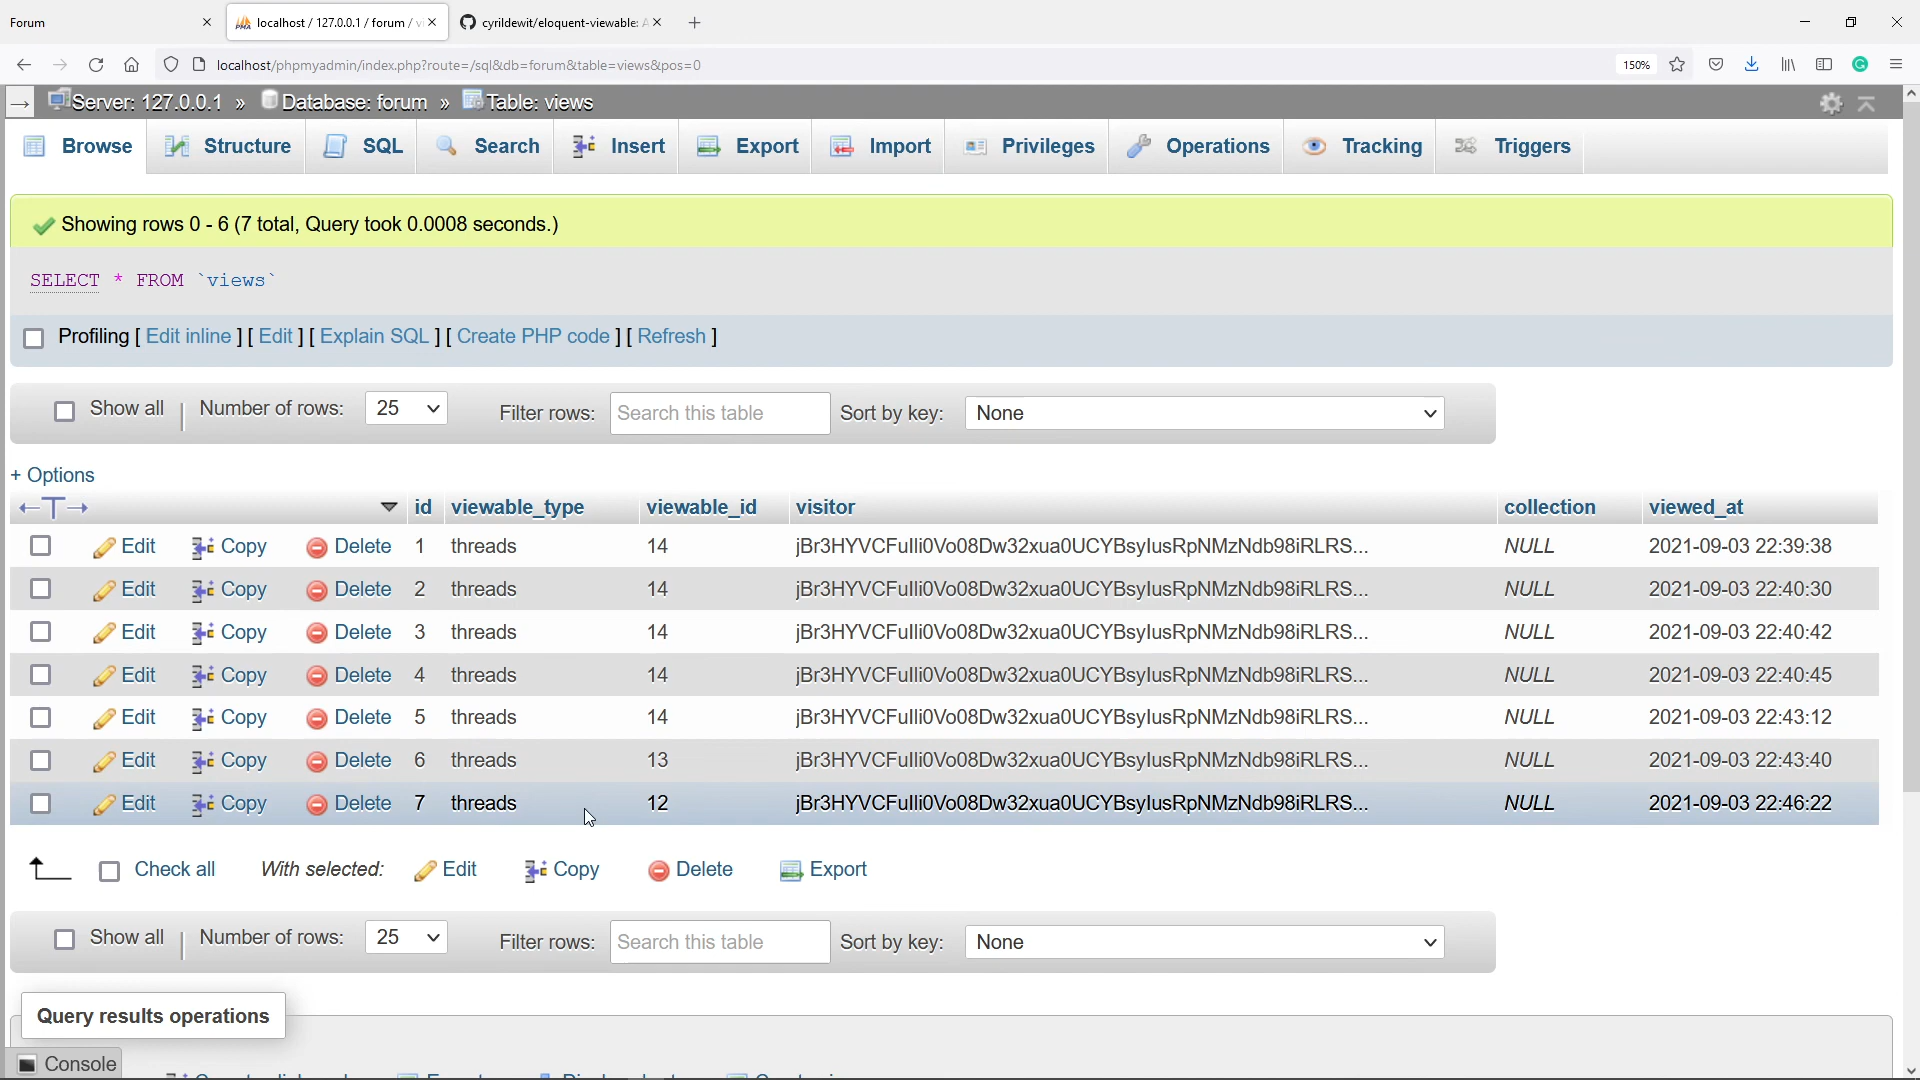 Forum
localhost / 127.0.0.1 / forum / vi
cyrildewit/eloquent-viewable: A
localhost/phpmyadmin/index.php?route=/sql&db=forum&table=views&pos=0
150%
Server: 127.0.0.1 » Database: forum » Table: views
Browse Structure SQL Search Insert Export Import Privileges Operations Tracking Triggers
Showing rows 0 - 6 (7 total, Query took 0.0008 seconds.)
SELECT * FROM `views`
Profiling [ Edit inline ] [ Edit ] [ Explain SQL ] [ Create PHP code ] [ Refresh ]
Show all | Number of rows: 25 Filter rows: Search this table Sort by key: None
+ Options
←T→ id viewable_type viewable_id visitor collection viewed_at
Edit Copy Delete 1 threads 14 jBr3HYVCFuIli0Vo08Dw32xua0UCYBsyIusRpNMzNdb98iRLRS... NULL 2021-09-03 22:39:38
Edit Copy Delete 2 threads 14 jBr3HYVCFuIli0Vo08Dw32xua0UCYBsyIusRpNMzNdb98iRLRS... NULL 2021-09-03 22:40:30
Edit Copy Delete 3 threads 14 jBr3HYVCFuIli0Vo08Dw32xua0UCYBsyIusRpNMzNdb98iRLRS... NULL 2021-09-03 22:40:42
Edit Copy Delete 4 threads 14 jBr3HYVCFuIli0Vo08Dw32xua0UCYBsyIusRpNMzNdb98iRLRS... NULL 2021-09-03 22:40:45
Edit Copy Delete 5 threads 14 jBr3HYVCFuIli0Vo08Dw32xua0UCYBsyIusRpNMzNdb98iRLRS... NULL 2021-09-03 22:43:12
Edit Copy Delete 6 threads 13 jBr3HYVCFuIli0Vo08Dw32xua0UCYBsyIusRpNMzNdb98iRLRS... NULL 2021-09-03 22:43:40
Edit Copy Delete 7 threads 12 jBr3HYVCFuIli0Vo08Dw32xua0UCYBsyIusRpNMzNdb98iRLRS... NULL 2021-09-03 22:46:22
Check all With selected: Edit Copy Delete Export
Show all | Number of rows: 25 Filter rows: Search this table Sort by key: None
Query results operations
Console